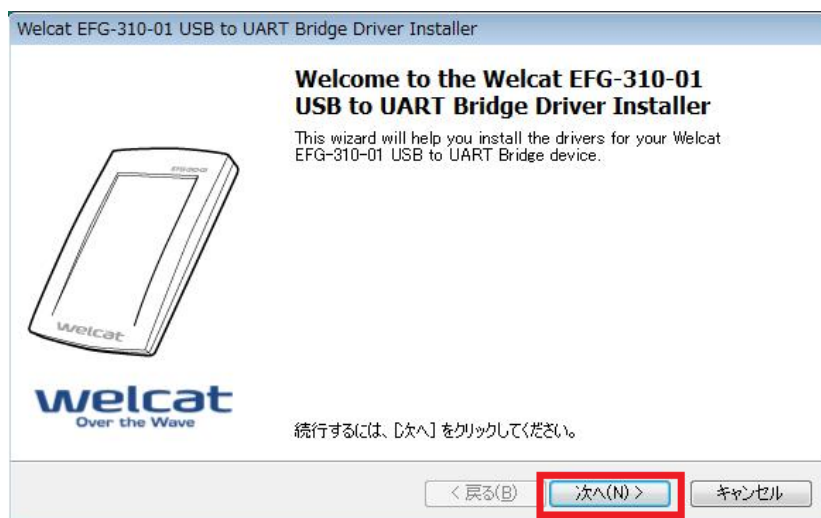 Welcat EFG-310-01 USB to UART Bridge Driver Installer
Welcome to the Welcat EFG-310-01
USB to UART Bridge Driver Installer
This wizard will help you install the drivers for your Welcat
EFG-310-01 USB to UART Bridge device.
welcat
welcat
Over the Wave
続行するには、[次へ] をクリックしてください。
< 戻る(B)
次へ(N) >
キャンセル